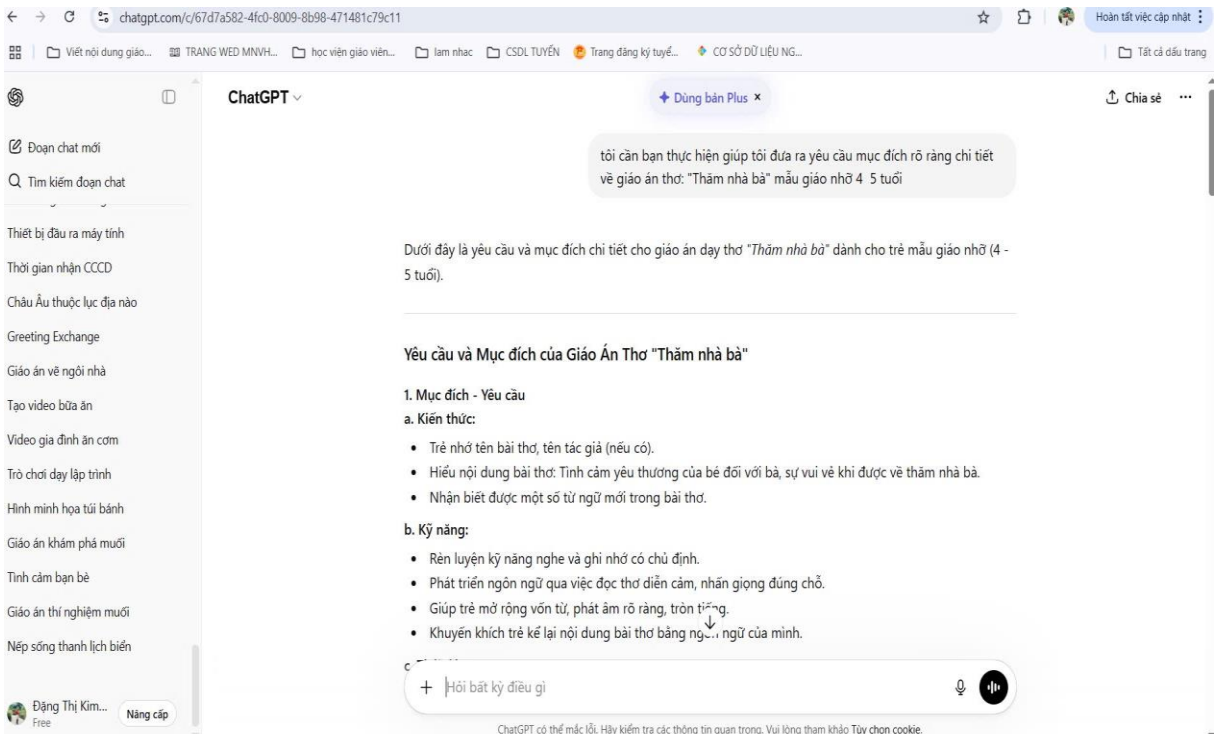 chatgpt.com/c/67d7a582-4fc0-8009-8b98-471481c79c11
Hoàn tất việc cập nhật
Viết nội dung giáo...
TRANG WED MNVH...
học viện giáo viên...
lam nhac
CSDL TUYỂN
Trang đăng ký tuyể...
CƠ SỞ DỮ LIỆU NG...
Tất cả dấu trang
ChatGPT
Dùng bản Plus x
Chia sẻ
Đoạn chat mới
Tìm kiếm đoạn chat
Thiết bị đầu ra máy tính
Thời gian nhận CCCD
Châu Âu thuộc lục địa nào
Greeting Exchange
Giáo án vẽ ngôi nhà
Tạo video bữa ăn
Video gia đình ăn cơm
Trò chơi dạy lập trình
Hình minh họa túi bánh
Giáo án khám phá muối
Tình cảm bạn bè
Giáo án thí nghiệm muối
Nếp sống thanh lịch biển
Đặng Thị Kim...
Free
Nâng cấp
tôi cần bạn thực hiện giúp tôi đưa ra yêu cầu mục đích rõ ràng chi tiết
về giáo án thơ: "Thăm nhà bà" mẫu giáo nhỡ 4 5 tuổi
Dưới đây là yêu cầu và mục đích chi tiết cho giáo án dạy thơ "Thăm nhà bà" dành cho trẻ mẫu giáo nhỡ (4 -
5 tuổi).
Yêu cầu và Mục đích của Giáo Án Thơ "Thăm nhà bà"
1. Mục đích - Yêu cầu
a. Kiến thức:
• Trẻ nhớ tên bài thơ, tên tác giả (nếu có).
• Hiểu nội dung bài thơ: Tình cảm yêu thương của bé đối với bà, sự vui vẻ khi được về thăm nhà bà.
• Nhận biết được một số từ ngữ mới trong bài thơ.
b. Kỹ năng:
• Rèn luyện kỹ năng nghe và ghi nhớ có chủ định.
• Phát triển ngôn ngữ qua việc đọc thơ diễn cảm, nhấn giọng đúng chỗ.
• Giúp trẻ mở rộng vốn từ, phát âm rõ ràng, tròn tiếng.
• Khuyến khích trẻ kể lại nội dung bài thơ bằng ngôn ngữ của mình.
Hỏi bất kỳ điều gì
ChatGPT có thể mắc lỗi. Hãy kiểm tra các thông tin quan trọng. Vui lòng tham khảo Tùy chọn cookie.